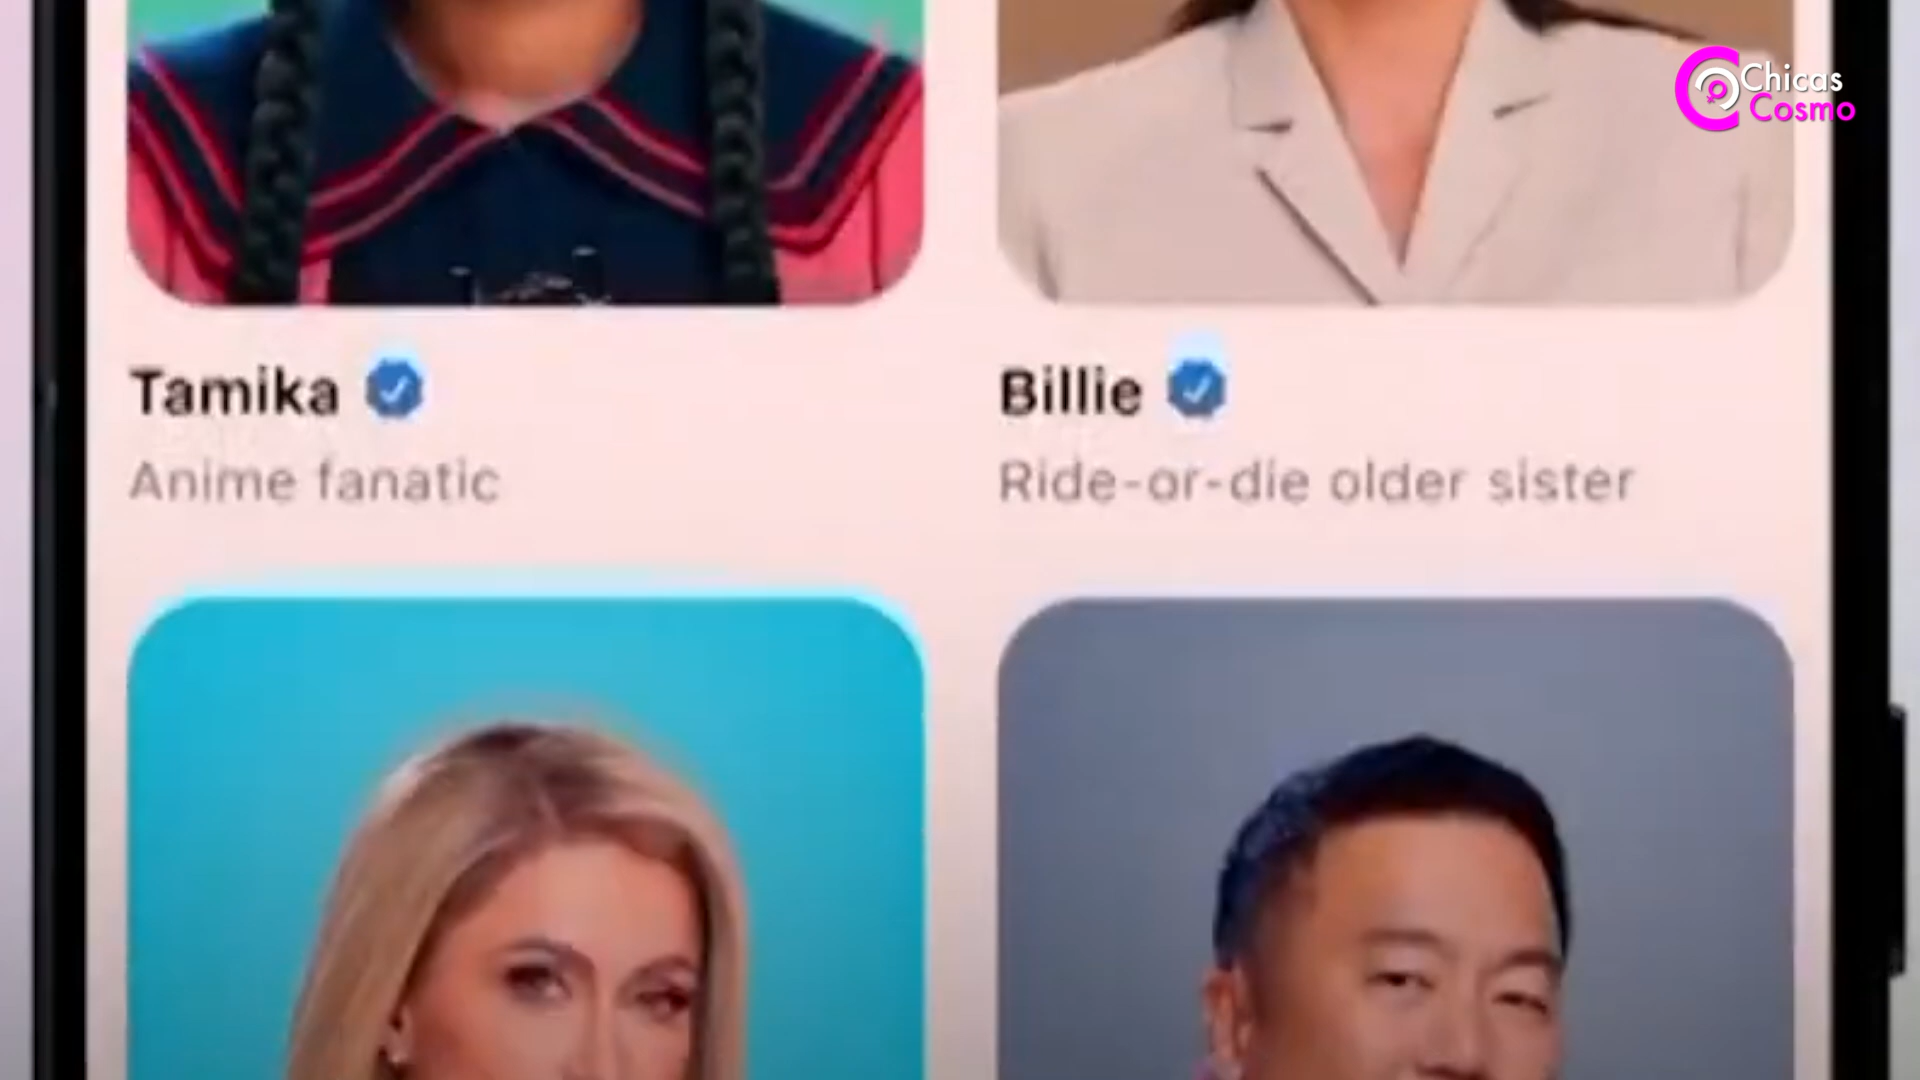 Chicas
Cosmo
Tamika
Billie
Anime fanatic
Ride-or-die older sister